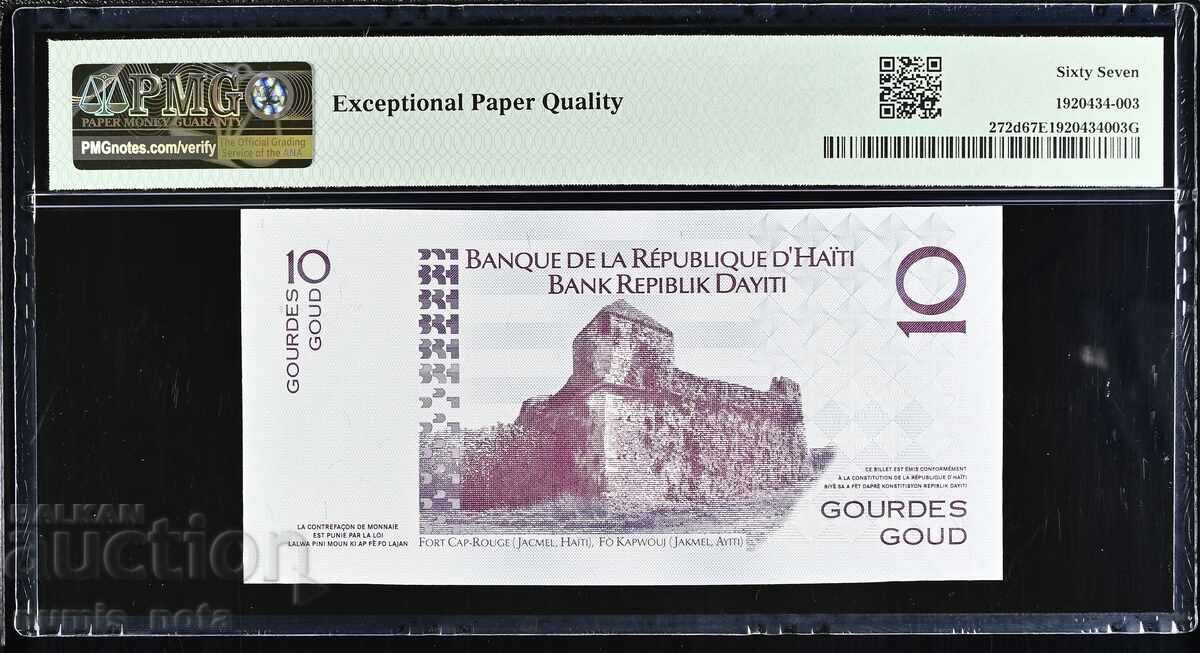 PMG
PAPER MONEY GUARANTY
PMGnotes.com/verify
The Official Grading
Service of the ANA
Exceptional Paper Quality
Sixty Seven
1920434-003
272d67E1920434003G
10
GOURDES
GOUD
BANQUE DE LA RÉPUBLIQUE D'HAÏTI
BANK REPIBLIK DAYITI
10
CE BILLET EST ÉMIS CONFORMÉMENT
À LA CONSTITUTION DE LA RÉPUBLIQUE D'HAÏTI
BIYÈ SA A FÈT DAPRÈ KONSTITISYON REPIBLIK DAYITI
GOURDES
GOUD
LA CONTREFAÇON DE MONNAIE
EST PUNIE PAR LA LOI
LALWA PINI MOUN KI AP FÈ FO LAJAN
FORT CAP-ROUGE (JACMEL, HAÏTI), FÒ KAPWOUJ (JAKMEL, AYITI)
BALKAN
auction
numis_nota